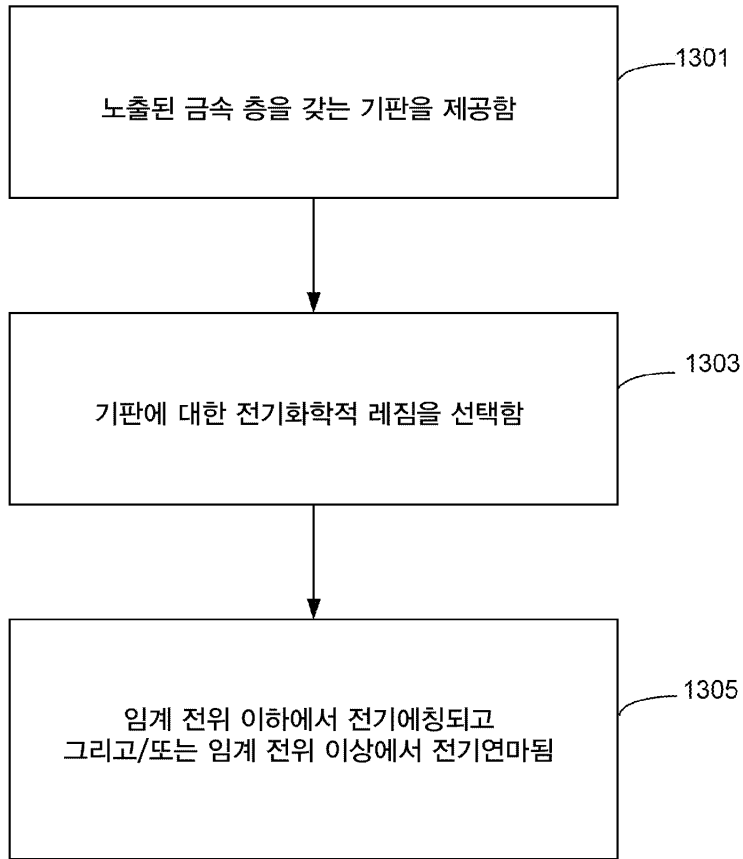 1301
노출된 금속 층을 갖는 기판을 제공함
1303
기판에 대한 전기화학적 레짐을 선택함
1305
임계 전위 이하에서 전기에칭되고
그리고/또는 임계 전위 이상에서 전기연마됨